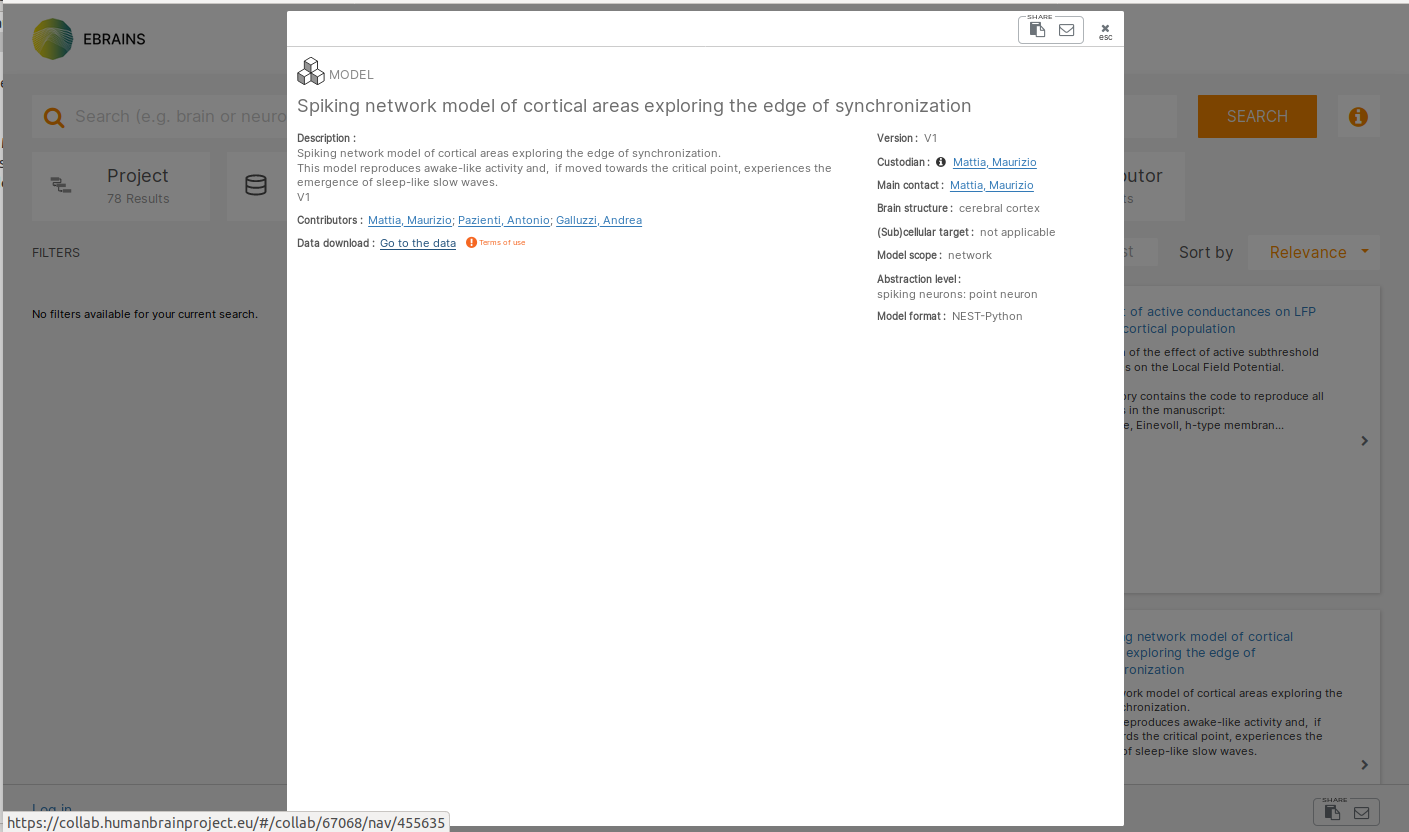 EBRAINS
SHARE
esc
MODEL
Spiking network model of cortical areas exploring the edge of synchronization
Description :
Spiking network model of cortical areas exploring the edge of synchronization.
This model reproduces awake-like activity and, if moved towards the critical point, experiences the
emergence of sleep-like slow waves.
V1
Contributors : Mattia, Maurizio; Pazienti, Antonio; Galluzzi, Andrea
Data download : Go to the data Terms of use
Version : V1
Custodian : Mattia, Maurizio
Main contact : Mattia, Maurizio
Brain structure : cerebral cortex
(Sub)cellular target : not applicable
Model scope : network
Abstraction level :
spiking neurons: point neuron
Model format : NEST-Python
Search (e.g. brain or neuro
SEARCH
Project
78 Results
butor
ts
FILTERS
Sort by Relevance
No filters available for your current search.
t of active conductances on LFP
cortical population
of the effect of active subthreshold
s on the Local Field Potential.
ory contains the code to reproduce all
s in the manuscript:
e, Einevoll, h-type membran...
ng network model of cortical
exploring the edge of
ronization
work model of cortical areas exploring the
chronization.
eproduces awake-like activity and, if
rds the critical point, experiences the
of sleep-like slow waves.
Log in
SHARE
https://collab.humanbrainproject.eu/#/collab/67068/nav/455635